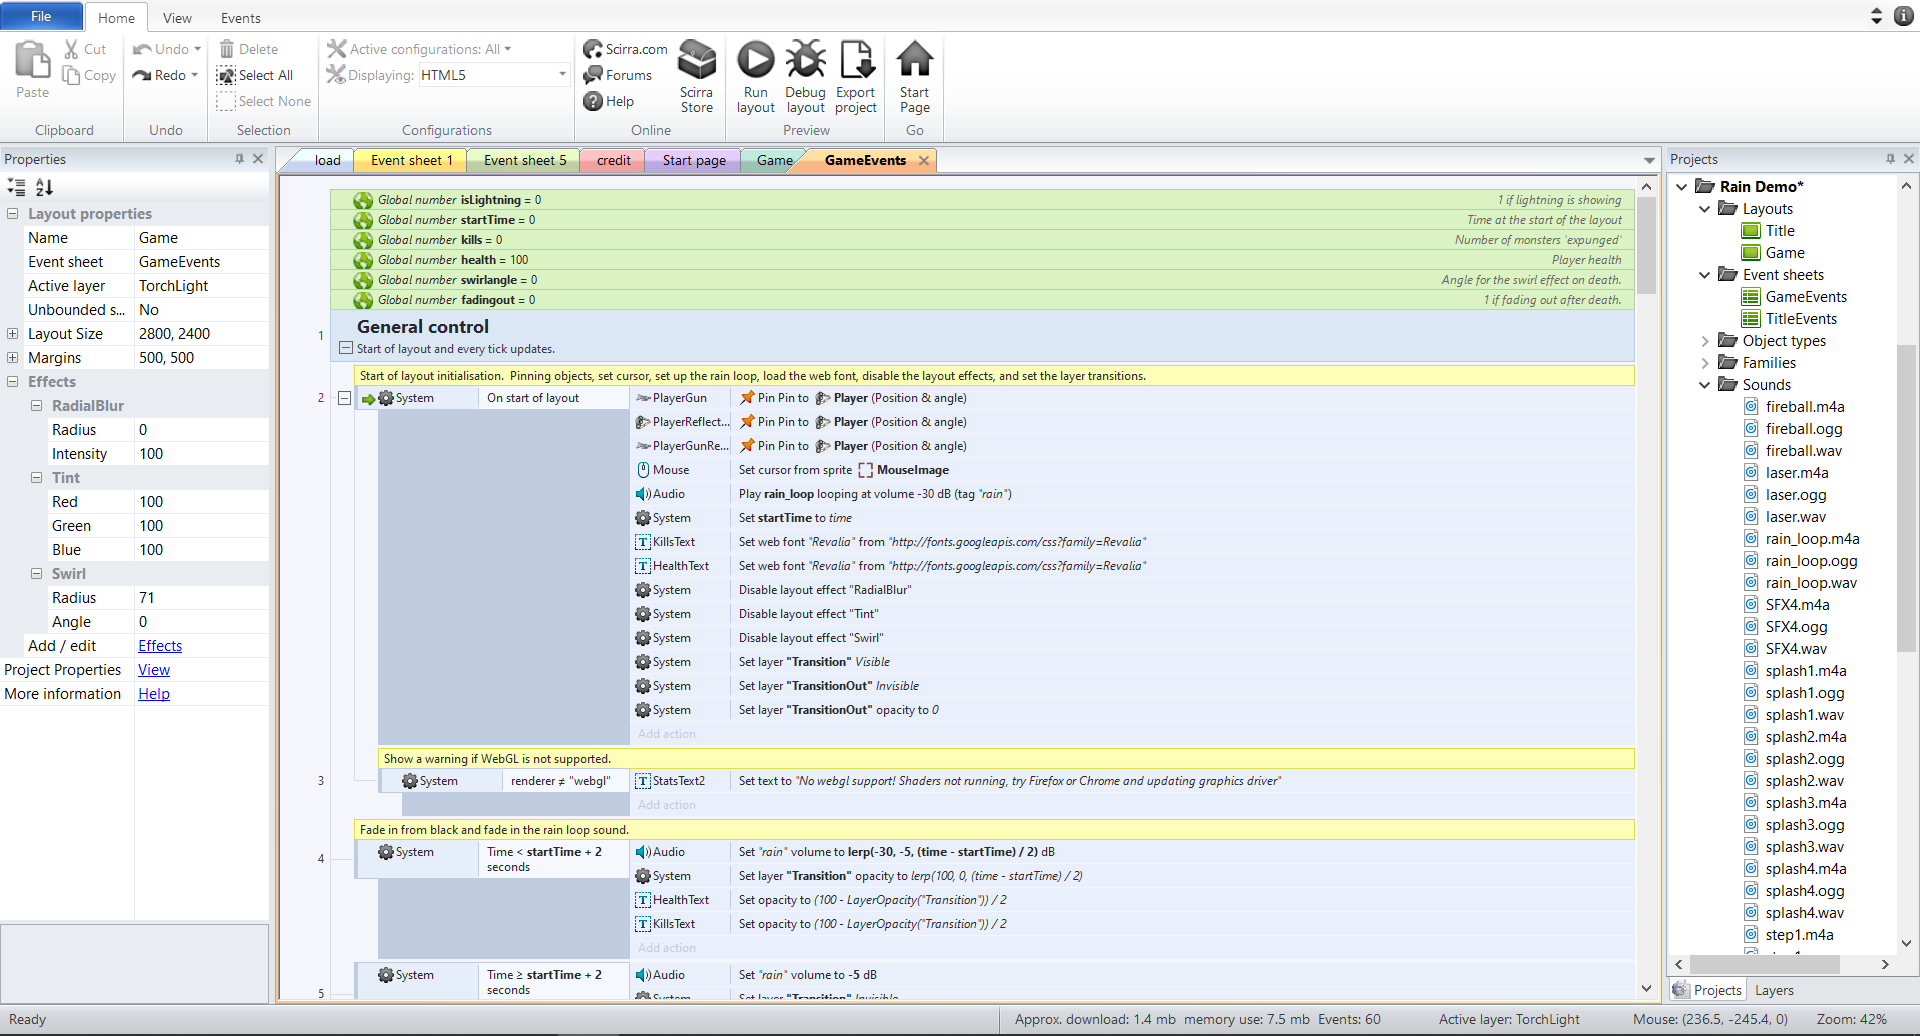 File Home View Events
Paste Cut Copy Clipboard
Undo Redo Undo
Delete Select All Select None Selection
Active configurations: All
Displaying: HTML5
Configurations
Scirra.com Forums Help Scirra Store Online
Run layout Debug layout Export project Preview
Start Page Go
Properties
Layout properties
Name Game
Event sheet GameEvents
Active layer TorchLight
Unbounded s... No
Layout Size 2800, 2400
Margins 500, 500
Effects
RadialBlur
Radius 0
Intensity 100
Tint
Red 100
Green 100
Blue 100
Swirl
Radius 71
Angle 0
Add / edit Effects
Project Properties View
More information Help
load Event sheet 1 Event sheet 5 credit Start page Game GameEvents
Global number isLightning = 0 1 if lightning is showing
Global number startTime = 0 Time at the start of the layout
Global number kills = 0 Number of monsters 'expunged'
Global number health = 100 Player health
Global number swirlangle = 0 Angle for the swirl effect on death.
Global number fadingout = 0 1 if fading out after death.
1 General control
Start of layout and every tick updates.
Start of layout initialisation. Pinning objects, set cursor, set up the rain loop, load the web font, disable the layout effects, and set the layer transitions.
2 System On start of layout PlayerGun Pin Pin to Player (Position & angle)
PlayerReflect... Pin Pin to Player (Position & angle)
PlayerGunRe... Pin Pin to Player (Position & angle)
Mouse Set cursor from sprite MouseImage
Audio Play rain_loop looping at volume -30 dB (tag "rain")
System Set startTime to time
T KillsText Set web font "Revalia" from "http://fonts.googleapis.com/css?family=Revalia"
T HealthText Set web font "Revalia" from "http://fonts.googleapis.com/css?family=Revalia"
System Disable layout effect "RadialBlur"
System Disable layout effect "Tint"
System Disable layout effect "Swirl"
System Set layer "Transition" Visible
System Set layer "TransitionOut" Invisible
System Set layer "TransitionOut" opacity to 0
Add action
Show a warning if WebGL is not supported.
3 System renderer ≠ "webgl" T StatsText2 Set text to "No webgl support! Shaders not running, try Firefox or Chrome and updating graphics driver"
Add action
Fade in from black and fade in the rain loop sound.
4 System Time < startTime + 2 seconds Audio Set "rain" volume to lerp(-30, -5, (time - startTime) / 2) dB
System Set layer "Transition" opacity to lerp(100, 0, (time - startTime) / 2)
T HealthText Set opacity to (100 - LayerOpacity("Transition")) / 2
T KillsText Set opacity to (100 - LayerOpacity("Transition")) / 2
Add action
5 System Time ≥ startTime + 2 seconds Audio Set "rain" volume to -5 dB
System Set layer "Transition" Invisible
Projects
Rain Demo*
Layouts
Title
Game
Event sheets
GameEvents
TitleEvents
Object types
Families
Sounds
fireball.m4a
fireball.ogg
fireball.wav
laser.m4a
laser.ogg
laser.wav
rain_loop.m4a
rain_loop.ogg
rain_loop.wav
SFX4.m4a
SFX4.ogg
SFX4.wav
splash1.m4a
splash1.ogg
splash1.wav
splash2.m4a
splash2.ogg
splash2.wav
splash3.m4a
splash3.ogg
splash3.wav
splash4.m4a
splash4.ogg
splash4.wav
step1.m4a
Projects Layers
Ready Approx. download: 1.4 mb memory use: 7.5 mb Events: 60 Active layer: TorchLight Mouse: (236.5, -245.4, 0) Zoom: 42%